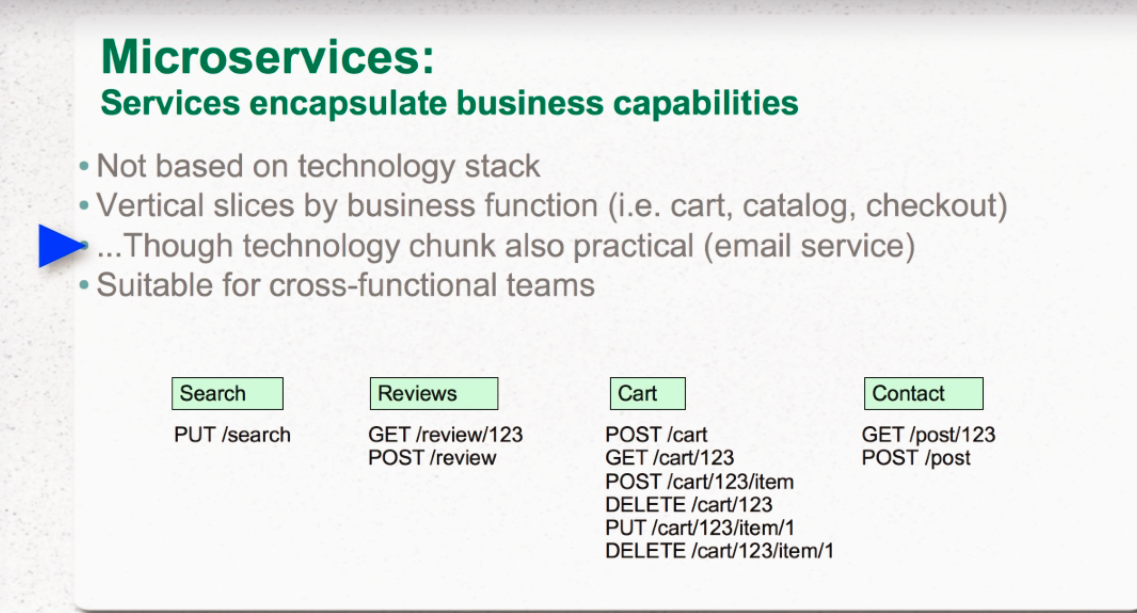 Microservices:
Services encapsulate business capabilities
• Not based on technology stack
• Vertical slices by business function (i.e. cart, catalog, checkout)
• ...Though technology chunk also practical (email service)
• Suitable for cross-functional teams
Search
PUT /search
Reviews
GET /review/123
POST /review
Cart
POST /cart
GET /cart/123
POST /cart/123/item
DELETE /cart/123
PUT /cart/123/item/1
DELETE /cart/123/item/1
Contact
GET /post/123
POST /post